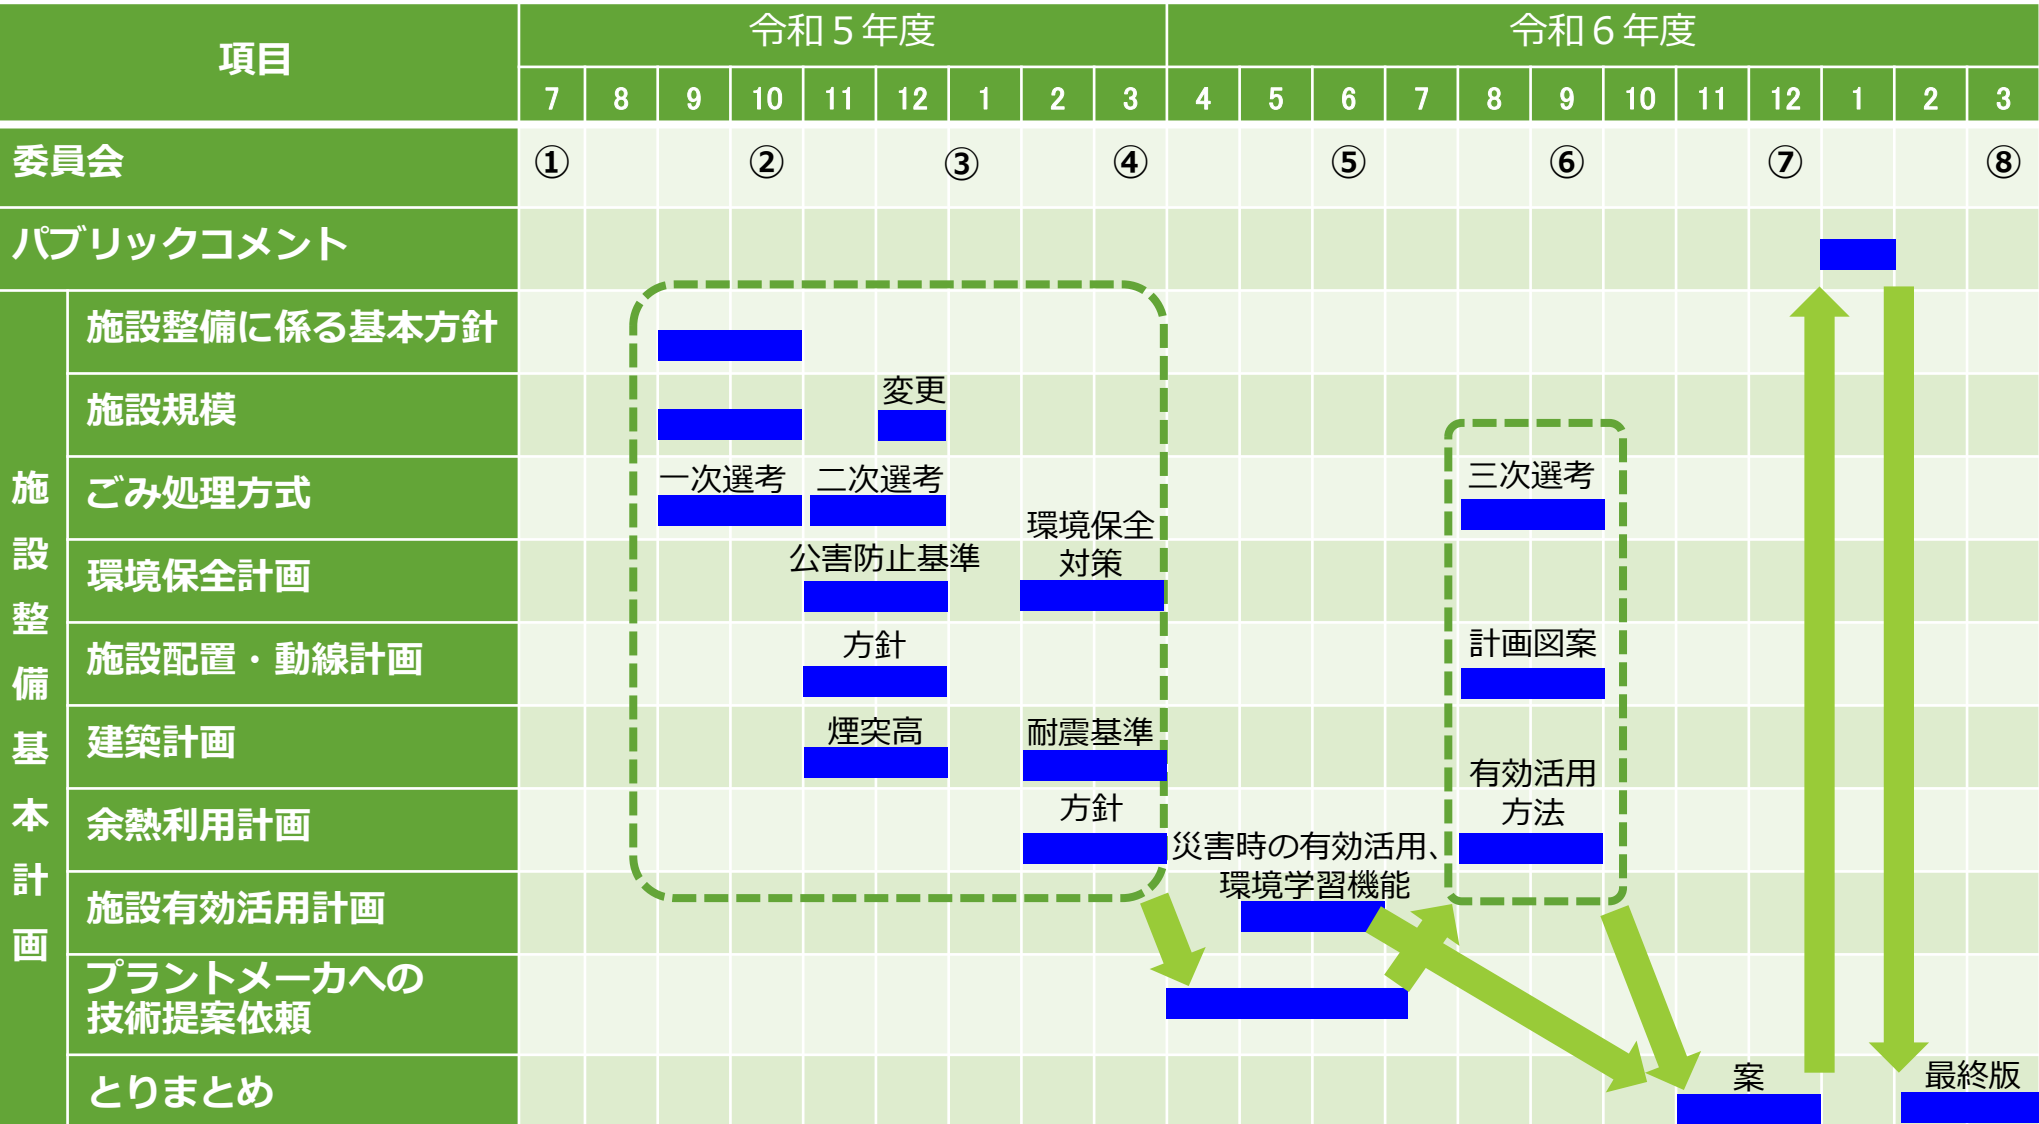 項目
令和５年度
令和６年度
7 8 9 10 11 12 1 2 3 4 5 6 7 8 9 10 11 12 1 2 3
委員会
① ② ③ ④ ⑤ ⑥ ⑦ ⑧
パブリックコメント
施設整備基本計画
施設整備に係る基本方針
施設規模
変更
ごみ処理方式
一次選考
二次選考
三次選考
環境保全計画
公害防止基準
環境保全
対策
施設配置・動線計画
方針
計画図案
建築計画
煙突高
耐震基準
余熱利用計画
方針
有効活用
方法
施設有効活用計画
災害時の有効活用、
環境学習機能
プラントメーカへの
技術提案依頼
とりまとめ
案
最終版